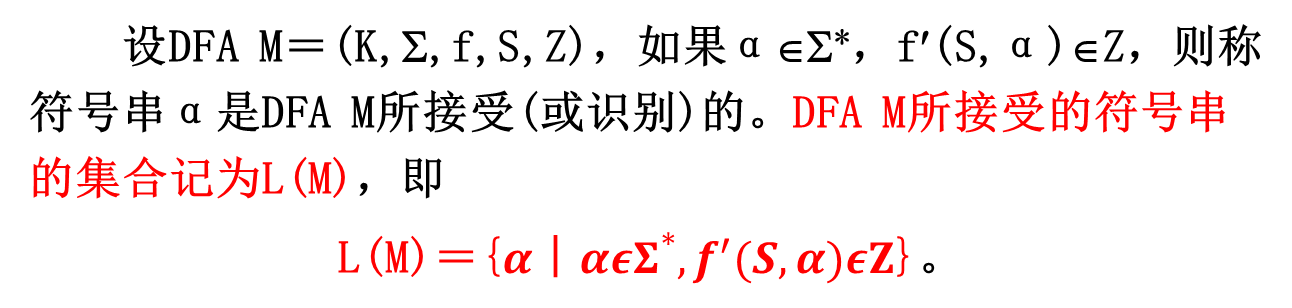 设DFA M＝(K,Σ,f,S,Z)，如果α∈Σ*，f′(S,α)∈Z，则称
符号串α是DFA M所接受(或识别)的。DFA M所接受的符号串
的集合记为L(M)，即
L(M)＝{α | αϵΣ*,f′(S,α)ϵZ}。